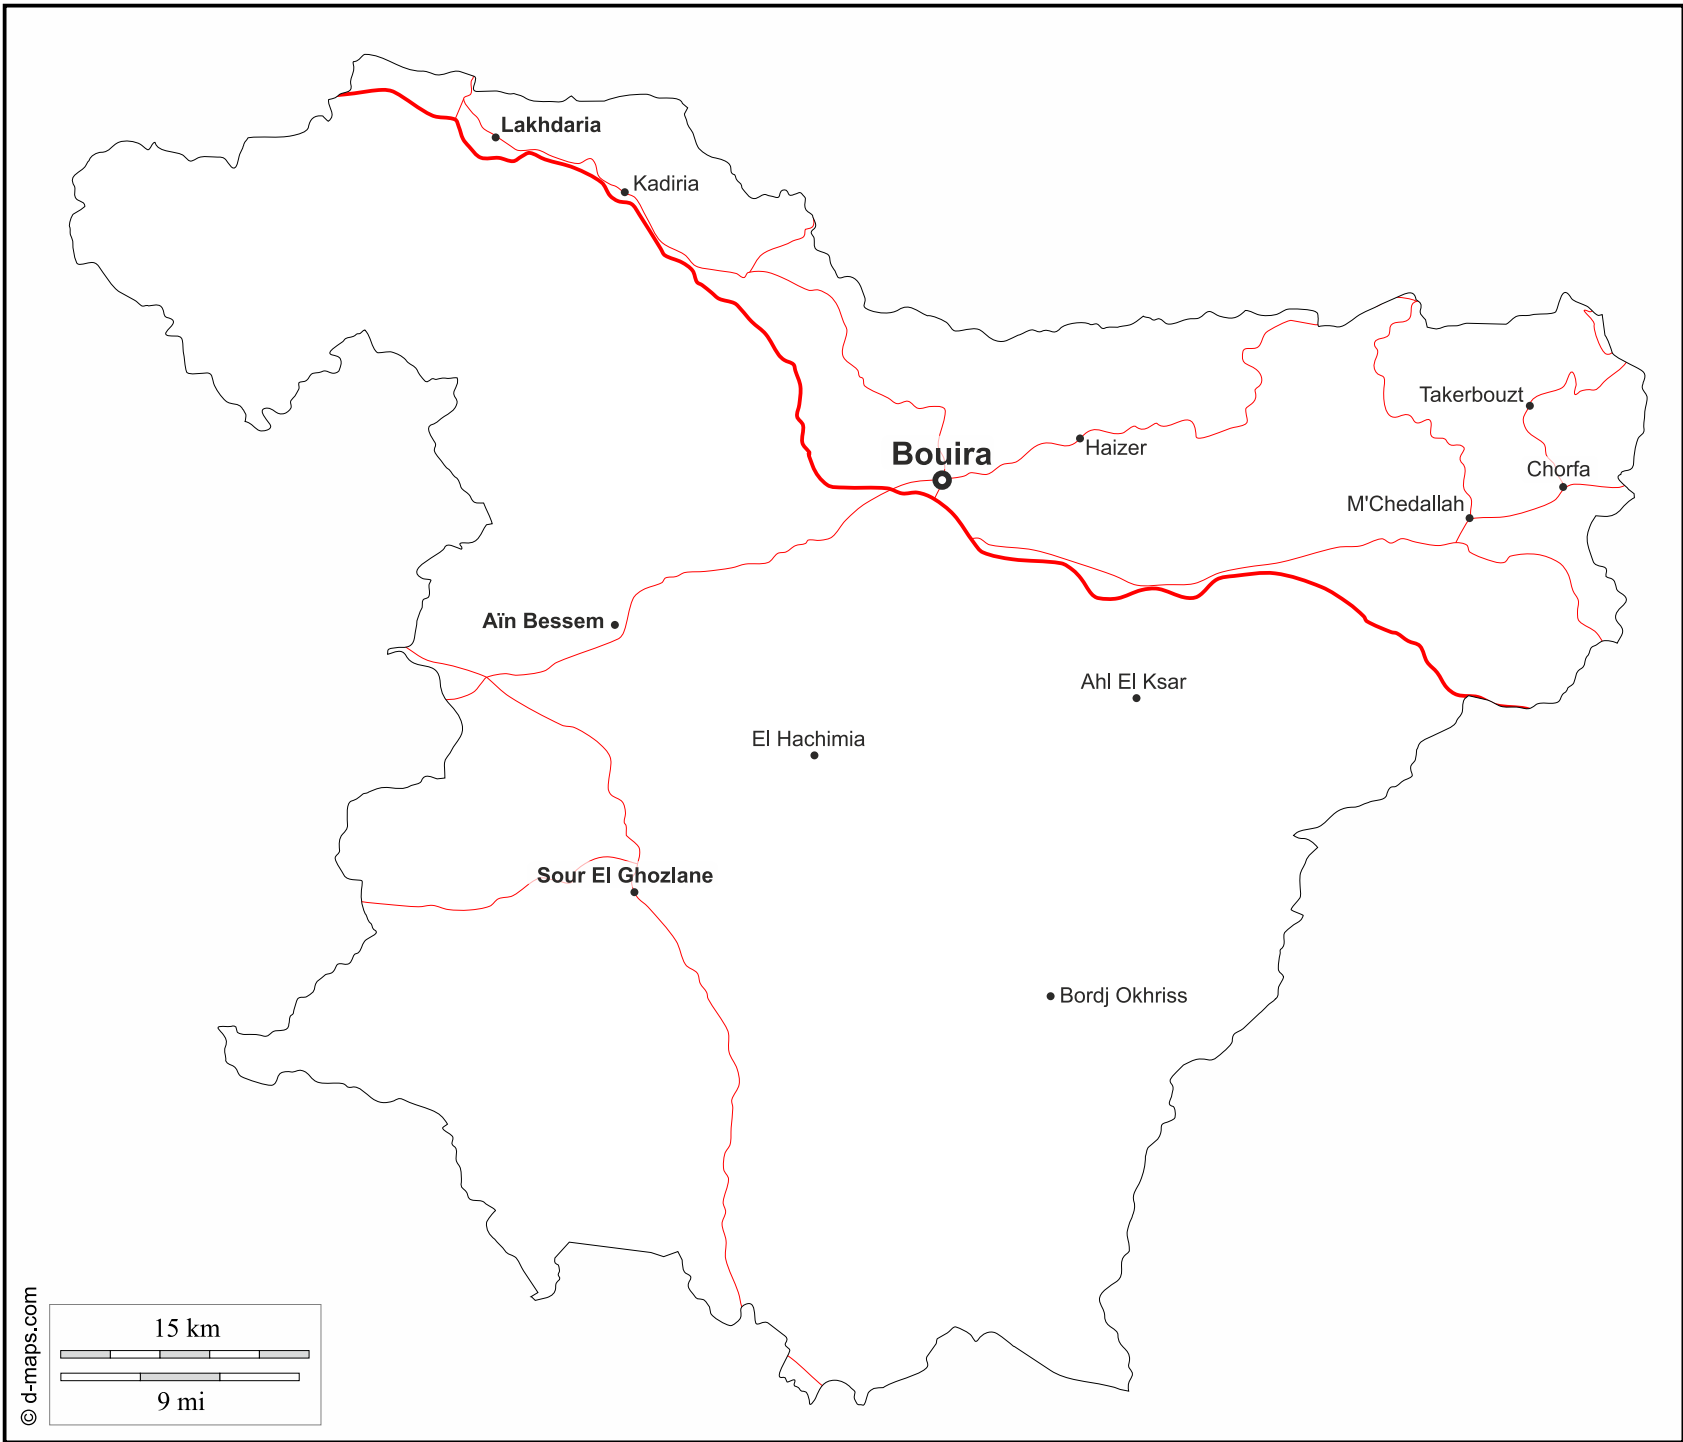 Lakhdaria
Kadiria
Takerbouzt
Bouira
Haizer
Chorfa
M'Chedallah
Aïn Bessem
Ahl El Ksar
El Hachimia
Sour El Ghozlane
Bordj Okhriss
15 km
9 mi
© d-maps.com